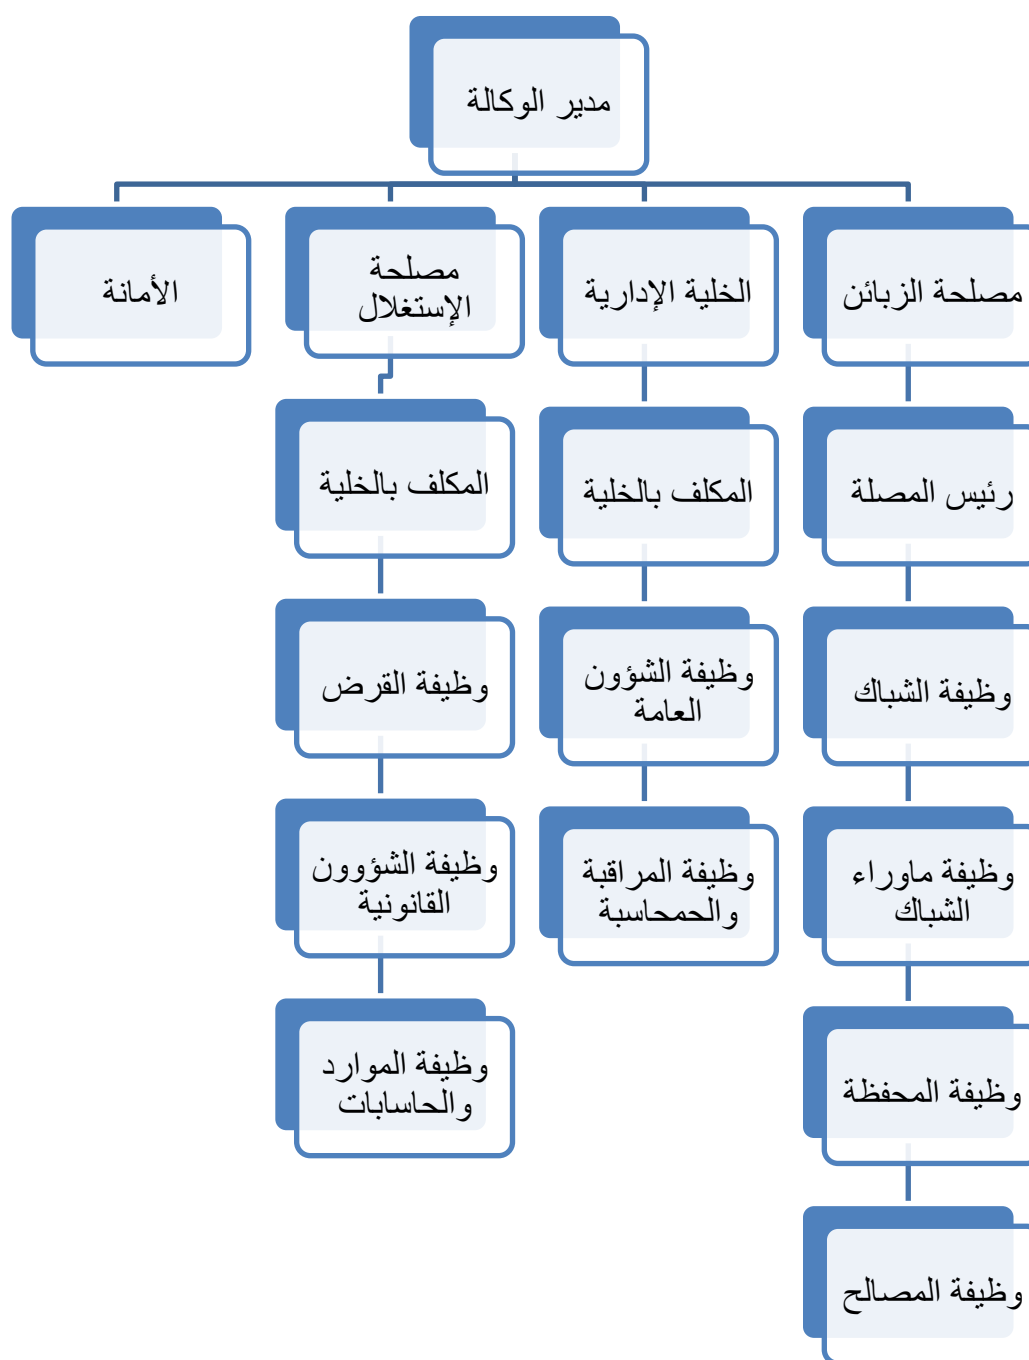 مدير الوكالة
مصلحة الزبائن
الخلية الإدارية
مصلحة
الإستغلال
الأمانة
رئيس المصلة
المكلف بالخلية
المكلف بالخلية
وظيفة الشباك
وظيفة الشؤون
العامة
وظيفة القرض
وظيفة ماوراء
الشباك
وظيفة المراقبة
والحمحاسبة
وظيفة الشؤوون
القانونية
وظيفة المحفظة
وظيفة الموارد
والحاسابات
وظيفة المصالح